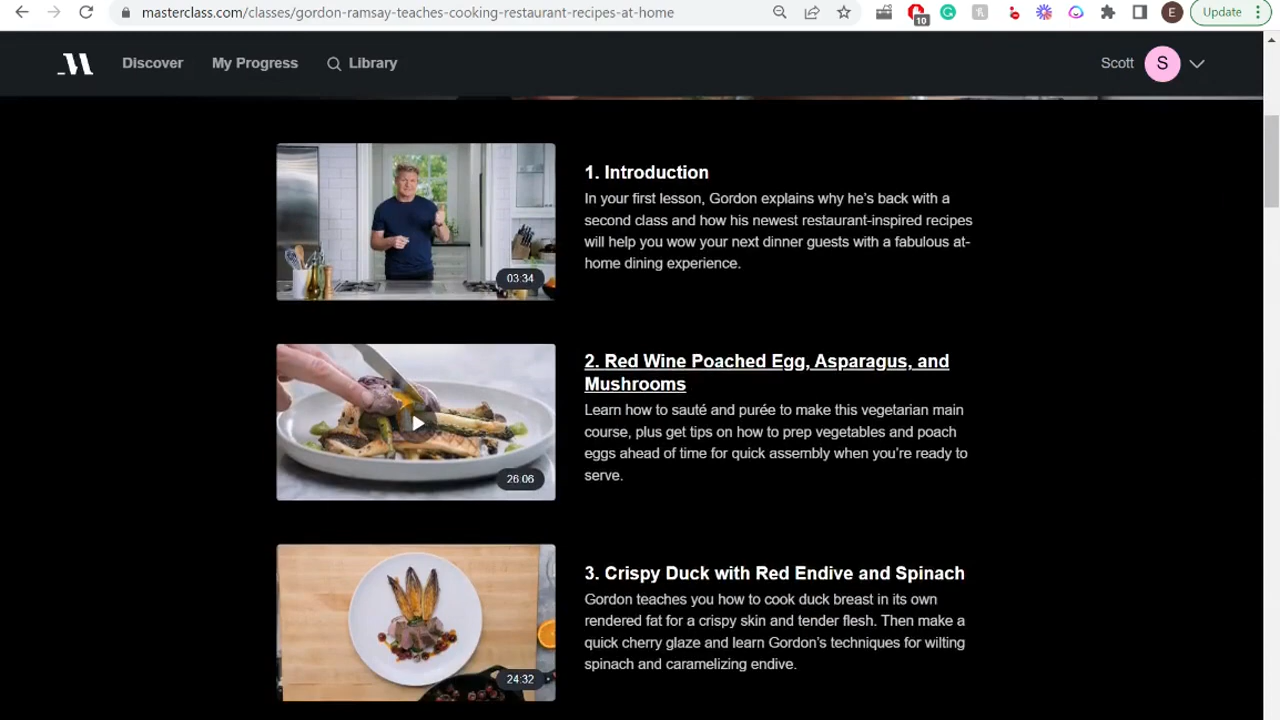 masterclass.com/classes/gordon-ramsay-teaches-cooking-restaurant-recipes-at-home
10
E
Update
Discover
My Progress
Library
Scott
S
1. Introduction
In your first lesson, Gordon explains why he’s back with a
second class and how his newest restaurant-inspired recipes
will help you wow your next dinner guests with a fabulous at-
home dining experience.
03:34
2. Red Wine Poached Egg, Asparagus, and
Mushrooms
Learn how to sauté and purée to make this vegetarian main
course, plus get tips on how to prep vegetables and poach
eggs ahead of time for quick assembly when you’re ready to
serve.
26:06
3. Crispy Duck with Red Endive and Spinach
Gordon teaches you how to cook duck breast in its own
rendered fat for a crispy skin and tender flesh. Then make a
quick cherry glaze and learn Gordon’s techniques for wilting
spinach and caramelizing endive.
24:32